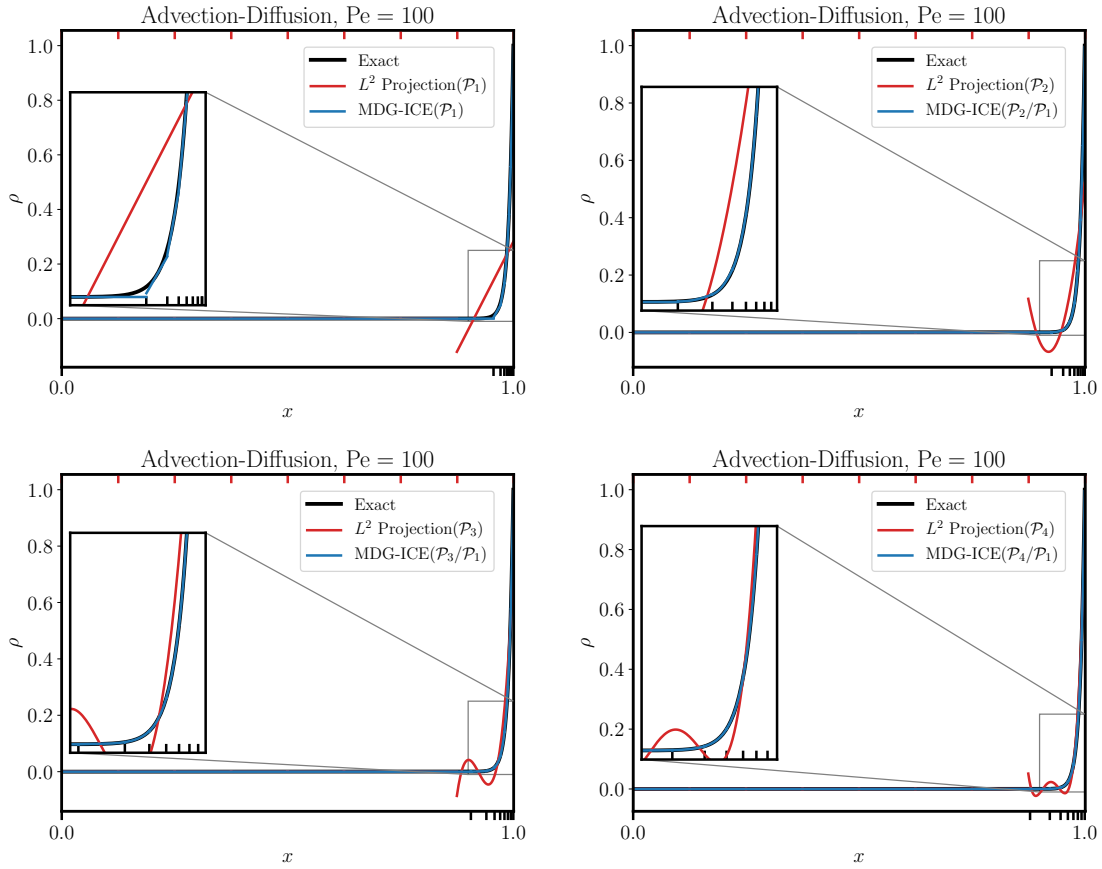 Advection-Diffusion, Pe = 100
1.0
0.8
0.6
0.4
0.2
0.0
ρ
Exact
L² Projection(𝒫₁)
MDG-ICE(𝒫₁)
0.0
1.0
x
Advection-Diffusion, Pe = 100
1.0
0.8
0.6
0.4
0.2
0.0
ρ
Exact
L² Projection(𝒫₂)
MDG-ICE(𝒫₂/𝒫₁)
0.0
1.0
x
Advection-Diffusion, Pe = 100
1.0
0.8
0.6
0.4
0.2
0.0
ρ
Exact
L² Projection(𝒫₃)
MDG-ICE(𝒫₃/𝒫₁)
0.0
1.0
x
Advection-Diffusion, Pe = 100
1.0
0.8
0.6
0.4
0.2
0.0
ρ
Exact
L² Projection(𝒫₄)
MDG-ICE(𝒫₄/𝒫₁)
0.0
1.0
x